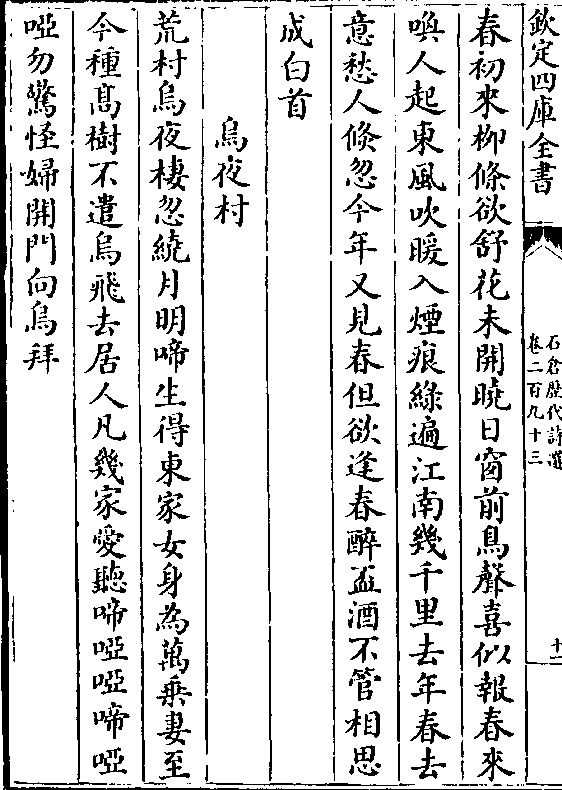 欽定四庫全書
石倉歷代詩選
卷二百九十三
十一
春初來柳條欲舒花未開曉日窗前鳥聲喜似報春來
喚人起東風吹暖入煙痕綠遍江南幾千里去年春去
意愁人倐忽今年又見春但欲逢春醉盃酒不管相思
成白首
烏夜村
荒村烏夜棲忽繞月明啼生得東家女身為萬乗妻至
今種髙樹不遣烏飛去居人凡幾家愛聽啼啞啞啼啞
啞勿驚怪婦開門向烏拜